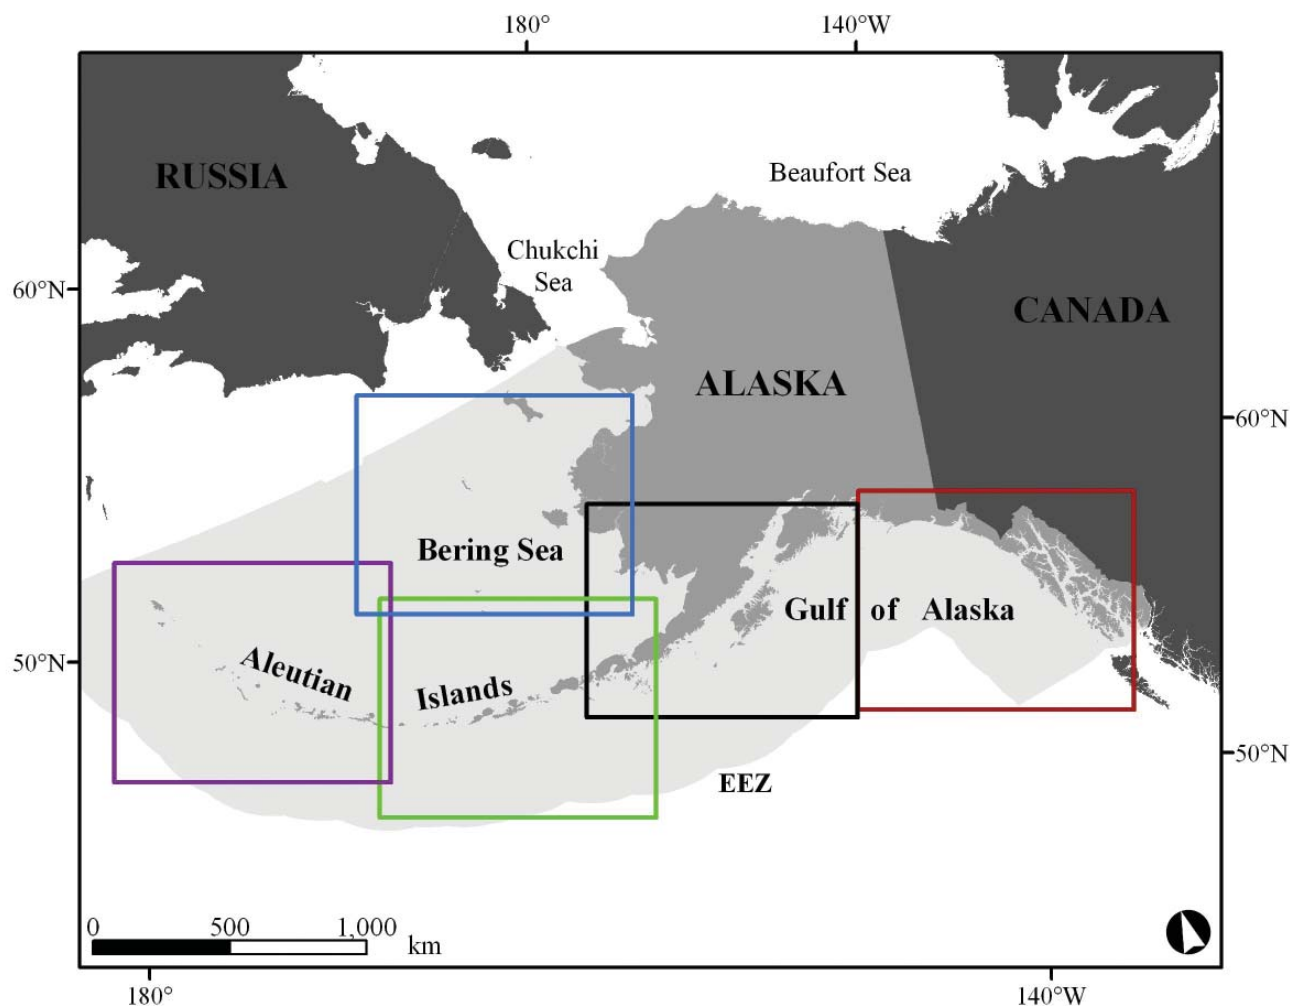 180°
140°W
RUSSIA
Beaufort Sea
Chukchi
Sea
60°N
CANADA
ALASKA
60°N
Bering Sea
Gulf of Alaska
50°N
Aleutian
Islands
50°N
EEZ
0
500
1,000
km
180°
140°W